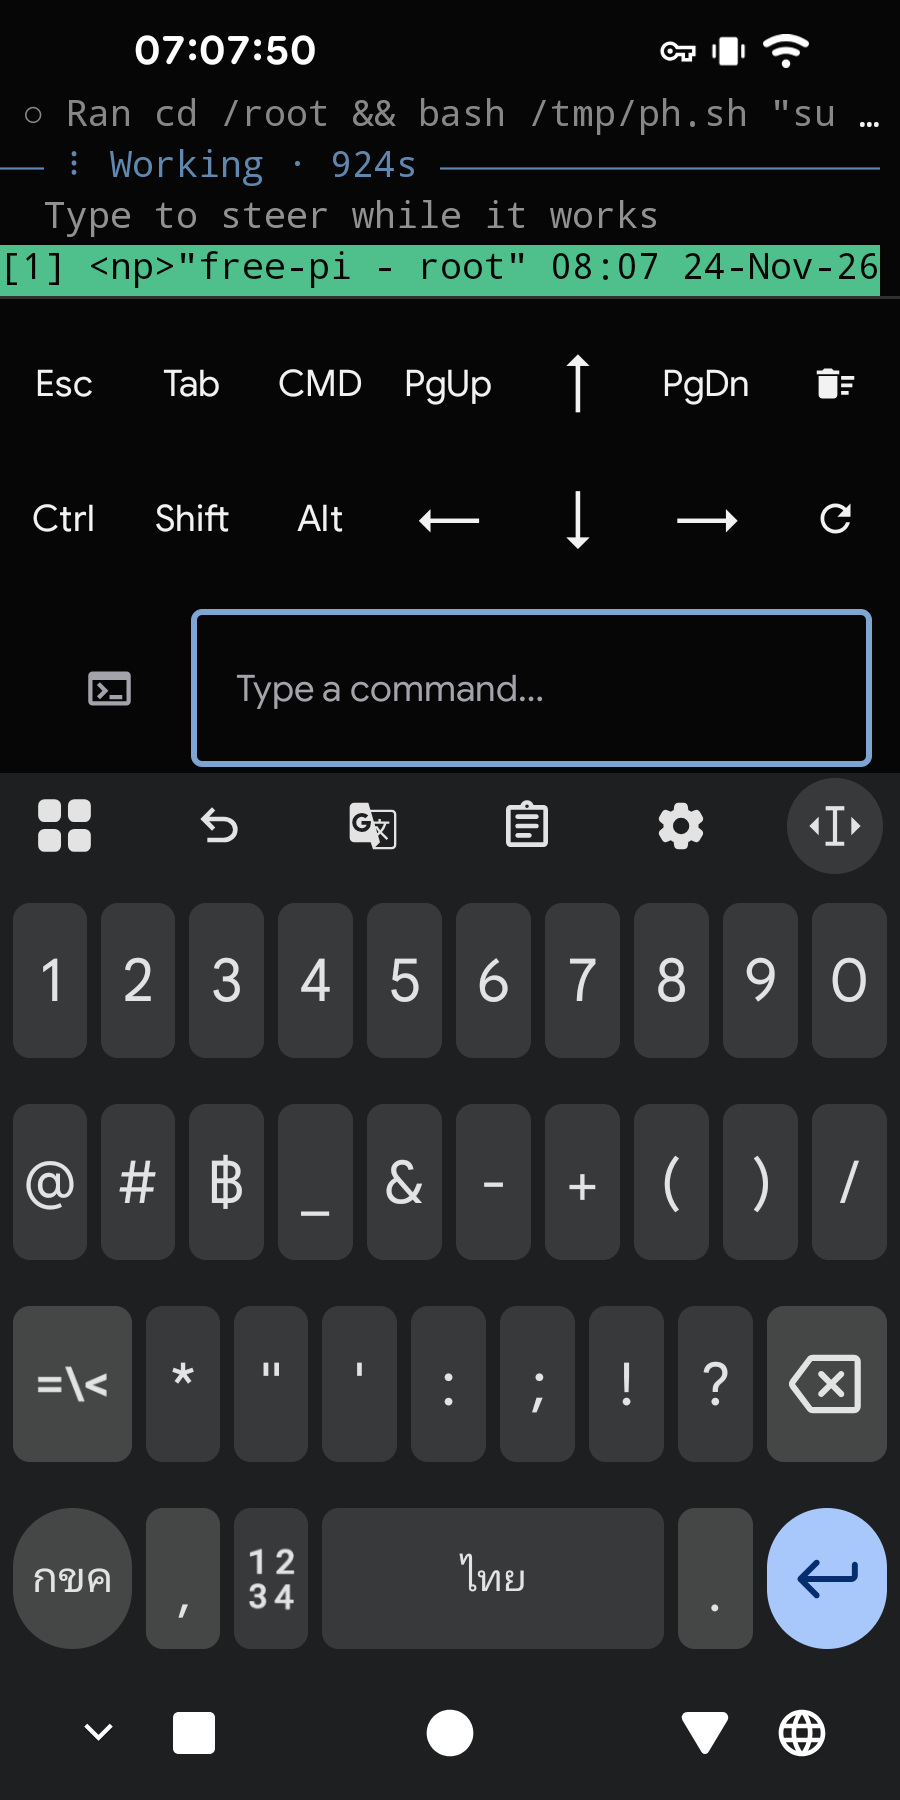 07:07:50
○ Ran cd /root && bash /tmp/ph.sh "su …
⁝ Working · 924s
Type to steer while it works
[1] <np>"free-pi - root" 08:07 24-Nov-26
Esc Tab CMD PgUp ↑ PgDn
Ctrl Shift Alt ← ↓ →
Type a command...
1 2 3 4 5 6 7 8 9 0
@ # ฿ _ & - + ( ) /
=\< * " ' : ; ! ?
กขค , 12 34 ไทย .